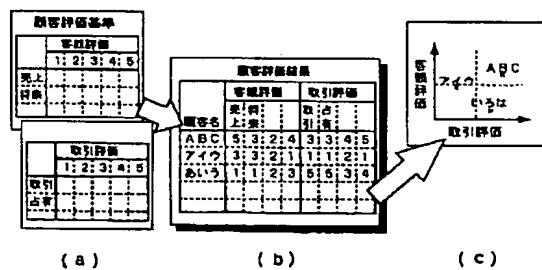 顧客評価基準
客観評価
1 2 3 4 5
売上
将来
取引評価
1 2 3 4 5
取引
占有
(a)
顧客評価結果
客観評価 取引評価
顧客名 売上 将来 取引 占有
ABC 5 3 2 4 3 3 4 5
アイウ 3 3 2 1 1 1 2 1
あいう 1 1 2 3 5 5 3 4
(b)
客観評価
ABC
アイウ
いろは
取引評価
(c)